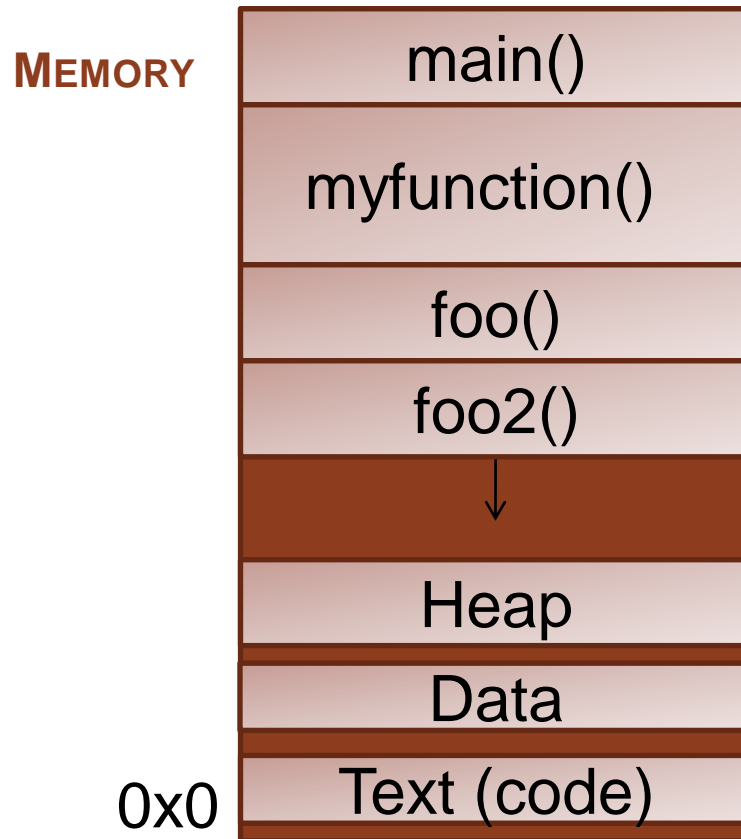 MEMORY
main()
myfunction()
foo()
foo2()
Heap
Data
Text (code)
0x0